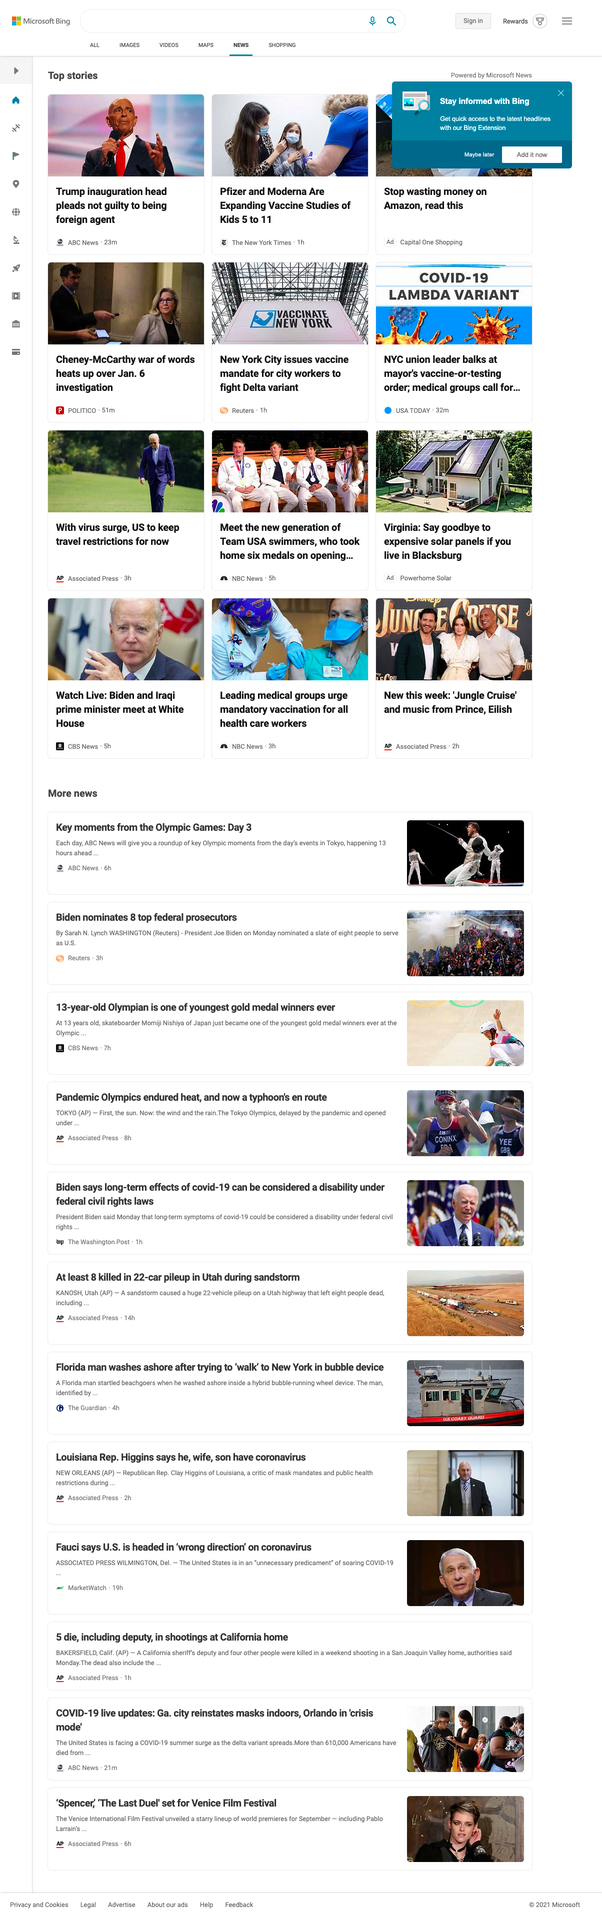 Microsoft Bing
Sign in
Rewards
ALL
IMAGES
VIDEOS
MAPS
NEWS
SHOPPING
Top stories
Powered by Microsoft News
Stay informed with Bing
Get quick access to the latest headlines
with our Bing Extension
Maybe later
Add it now
Trump inauguration head
pleads not guilty to being
foreign agent
ABC News · 23m
Pfizer and Moderna Are
Expanding Vaccine Studies of
Kids 5 to 11
The New York Times · 1h
Stop wasting money on
Amazon, read this
Ad Capital One Shopping
Cheney-McCarthy war of words
heats up over Jan. 6
investigation
POLITICO · 51m
VACCINATE
NEW YORK
New York City issues vaccine
mandate for city workers to
fight Delta variant
Reuters · 1h
COVID-19
LAMBDA VARIANT
NYC union leader balks at
mayor's vaccine-or-testing
order; medical groups call for...
USA TODAY · 32m
With virus surge, US to keep
travel restrictions for now
AP Associated Press · 3h
Meet the new generation of
Team USA swimmers, who took
home six medals on opening...
NBC News · 5h
Virginia: Say goodbye to
expensive solar panels if you
live in Blacksburg
Ad Powerhome Solar
Watch Live: Biden and Iraqi
prime minister meet at White
House
CBS News · 5h
Leading medical groups urge
mandatory vaccination for all
health care workers
NBC News · 3h
JUNGLE CRUISE
New this week: 'Jungle Cruise'
and music from Prince, Eilish
AP Associated Press · 2h
More news
Key moments from the Olympic Games: Day 3
Each day, ABC News will give you a roundup of key Olympic moments from the day's events in Tokyo, happening 13
hours ahead ...
ABC News · 6h
Biden nominates 8 top federal prosecutors
By Sarah N. Lynch WASHINGTON (Reuters) - President Joe Biden on Monday nominated a slate of eight people to serve
as U.S.
Reuters · 3h
13-year-old Olympian is one of youngest gold medal winners ever
At 13 years old, skateboarder Momiji Nishiya of Japan just became one of the youngest gold medal winners ever at the
Olympic ...
CBS News · 7h
Pandemic Olympics endured heat, and now a typhoon's en route
TOKYO (AP) — First, the sun. Now: the wind and the rain.The Tokyo Olympics, delayed by the pandemic and opened
under ...
AP Associated Press · 8h
CONINX
YEE
GBR
Biden says long-term effects of covid-19 can be considered a disability under
federal civil rights laws
President Biden said Monday that long-term symptoms of covid-19 could be considered a disability under federal civil
rights ...
wp The Washington Post · 1h
At least 8 killed in 22-car pileup in Utah during sandstorm
KANOSH, Utah (AP) — A sandstorm caused a huge 22-vehicle pileup on a Utah highway that left eight people dead,
including ...
AP Associated Press · 14h
Florida man washes ashore after trying to 'walk' to New York in bubble device
A Florida man startled beachgoers when he washed ashore inside a hybrid bubble-running wheel device. The man,
identified by ...
The Guardian · 4h
U.S. COAST GUARD
Louisiana Rep. Higgins says he, wife, son have coronavirus
NEW ORLEANS (AP) — Republican Rep. Clay Higgins of Louisiana, a critic of mask mandates and public health
restrictions during ...
AP Associated Press · 2h
Fauci says U.S. is headed in 'wrong direction' on coronavirus
ASSOCIATED PRESS WILMINGTON, Del. — The United States is in an "unnecessary predicament" of soaring COVID-19
...
MarketWatch · 19h
5 die, including deputy, in shootings at California home
BAKERSFIELD, Calif. (AP) — A California sheriff's deputy and four other people were killed in a weekend shooting in a San Joaquin Valley home, authorities said
Monday.The dead also include the ...
AP Associated Press · 1h
COVID-19 live updates: Ga. city reinstates masks indoors, Orlando in 'crisis
mode'
The United States is facing a COVID-19 summer surge as the delta variant spreads.More than 610,000 Americans have
died from ...
ABC News · 21m
'Spencer,' 'The Last Duel' set for Venice Film Festival
The Venice International Film Festival unveiled a starry lineup of world premieres for September — including Pablo
Larraín's ...
AP Associated Press · 6h
Privacy and Cookies
Legal
Advertise
About our ads
Help
Feedback
© 2021 Microsoft